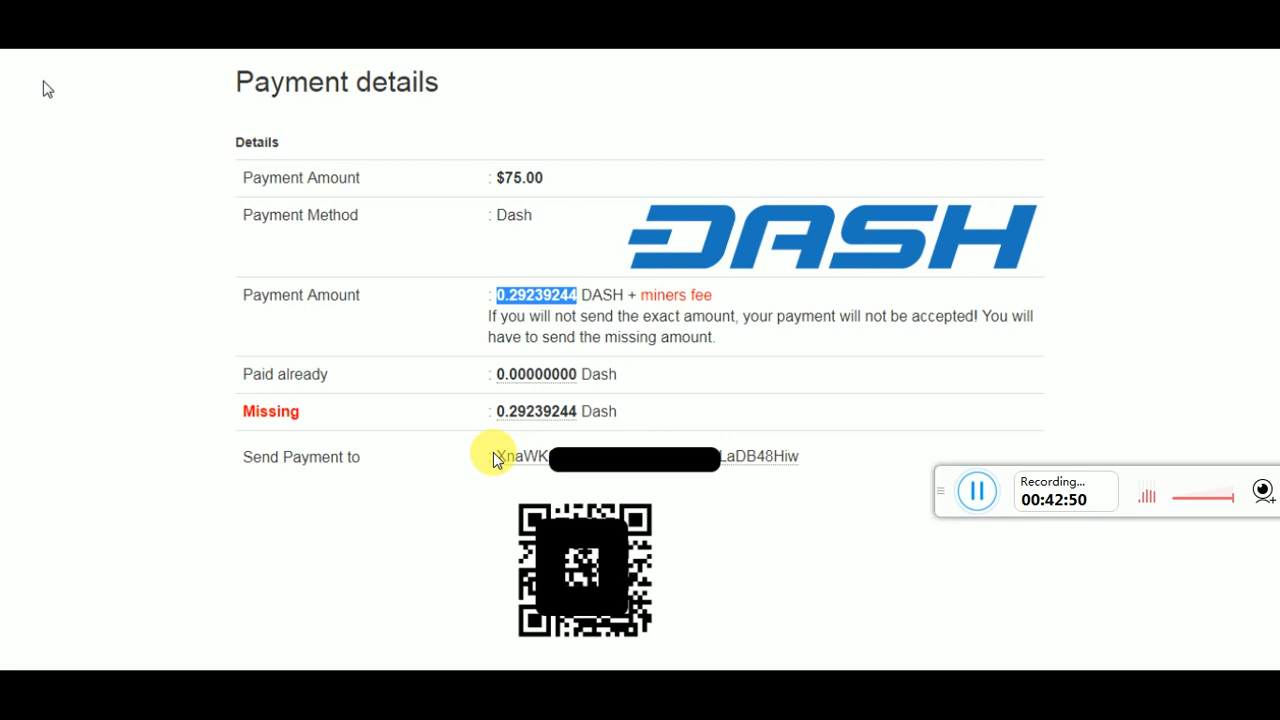 Payment details
Details
Payment Amount : $75.00
Payment Method : Dash
DASH
Payment Amount : 0.29239244 DASH + miners fee
If you will not send the exact amount, your payment will not be accepted! You will
have to send the missing amount.
Paid already : 0.00000000 Dash
Missing : 0.29239244 Dash
Send Payment to : XnaWK LaDB48Hiw
Recording...
00:42:50